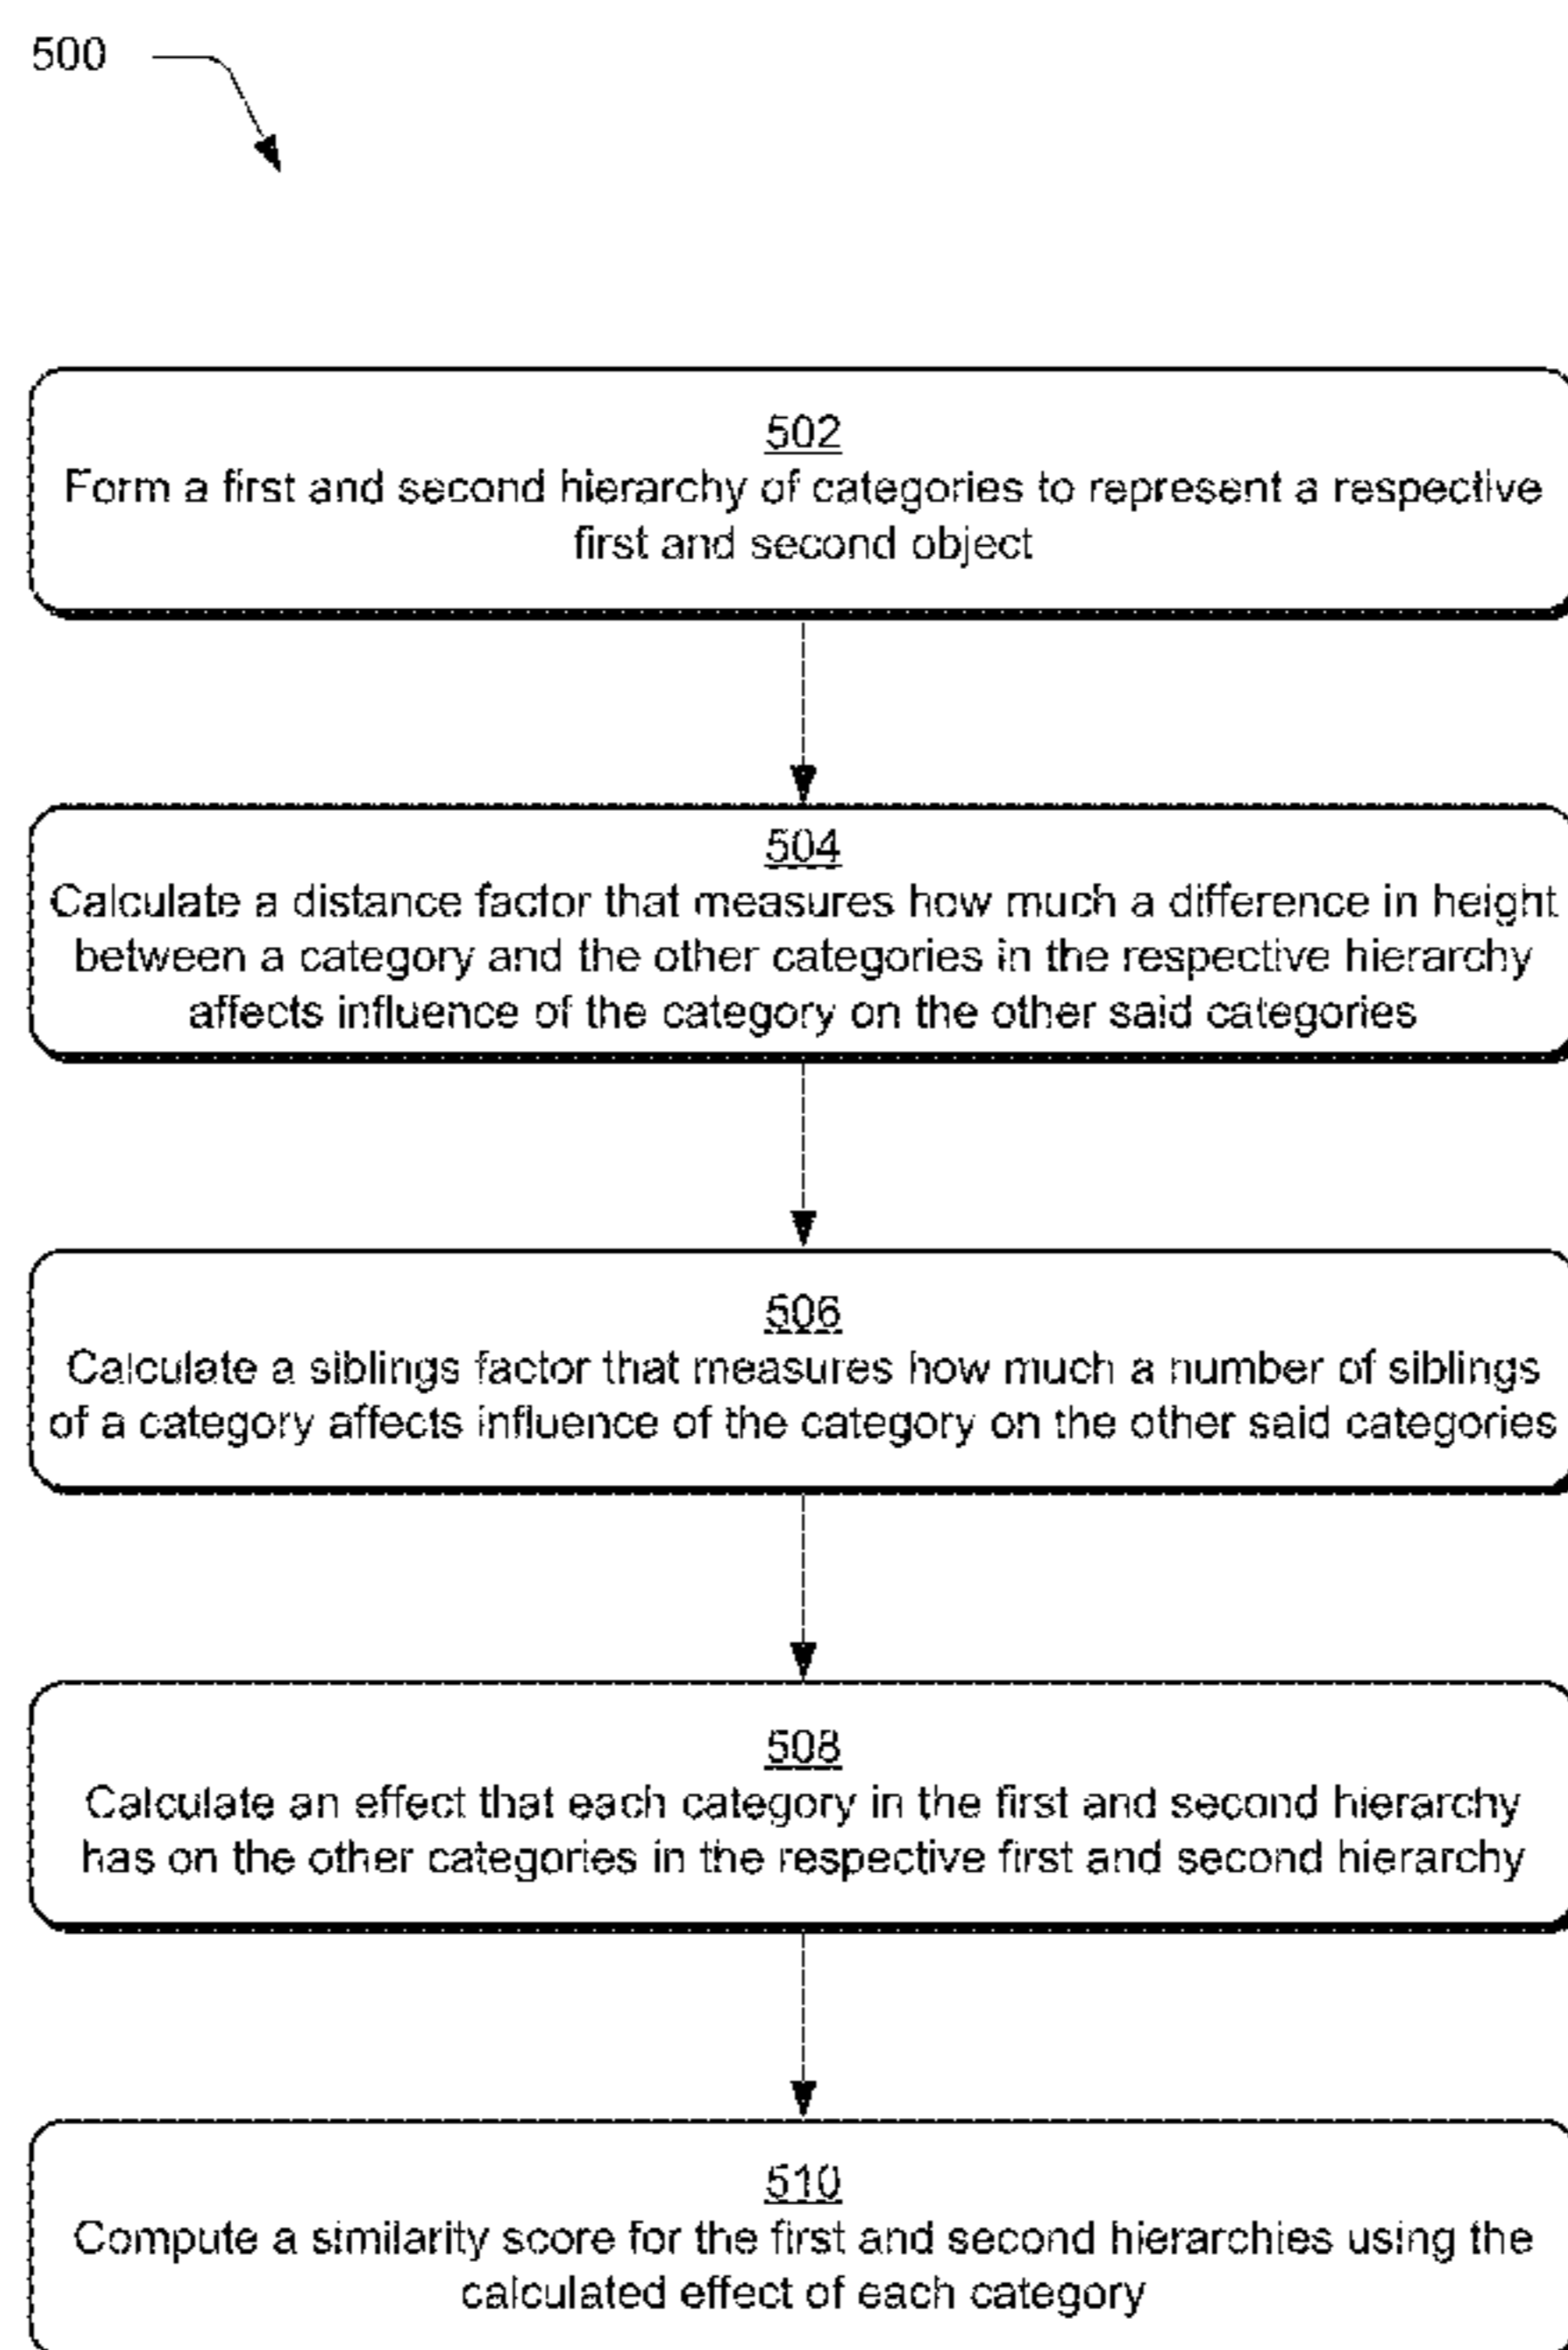 500
502
Form a first and second hierarchy of categories to represent a respective
first and second object
504
Calculate a distance factor that measures how much a difference in height
between a category and the other categories in the respective hierarchy
affects influence of the category on the other said categories
506
Calculate a siblings factor that measures how much a number of siblings
of a category affects influence of the category on the other said categories
508
Calculate an effect that each category in the first and second hierarchy
has on the other categories in the respective first and second hierarchy
510
Compute a similarity score for the first and second hierarchies using the
calculated effect of each category